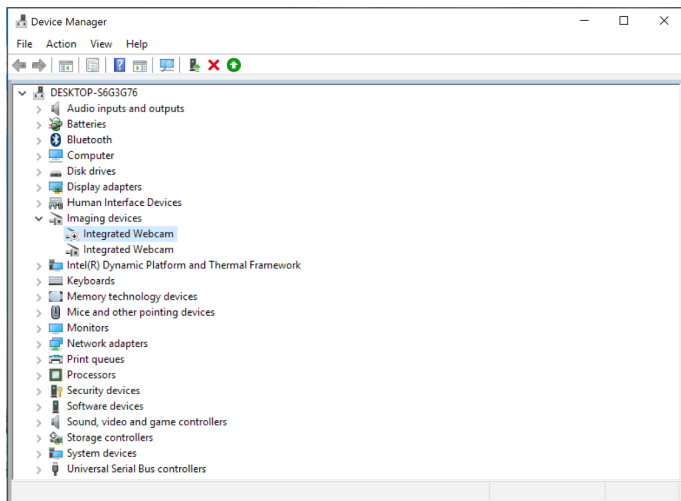 Device Manager
File Action View Help
DESKTOP-S6G3G76
Audio inputs and outputs
Batteries
Bluetooth
Computer
Disk drives
Display adapters
Human Interface Devices
Imaging devices
Integrated Webcam
Integrated Webcam
Intel(R) Dynamic Platform and Thermal Framework
Keyboards
Memory technology devices
Mice and other pointing devices
Monitors
Network adapters
Print queues
Processors
Security devices
Software devices
Sound, video and game controllers
Storage controllers
System devices
Universal Serial Bus controllers